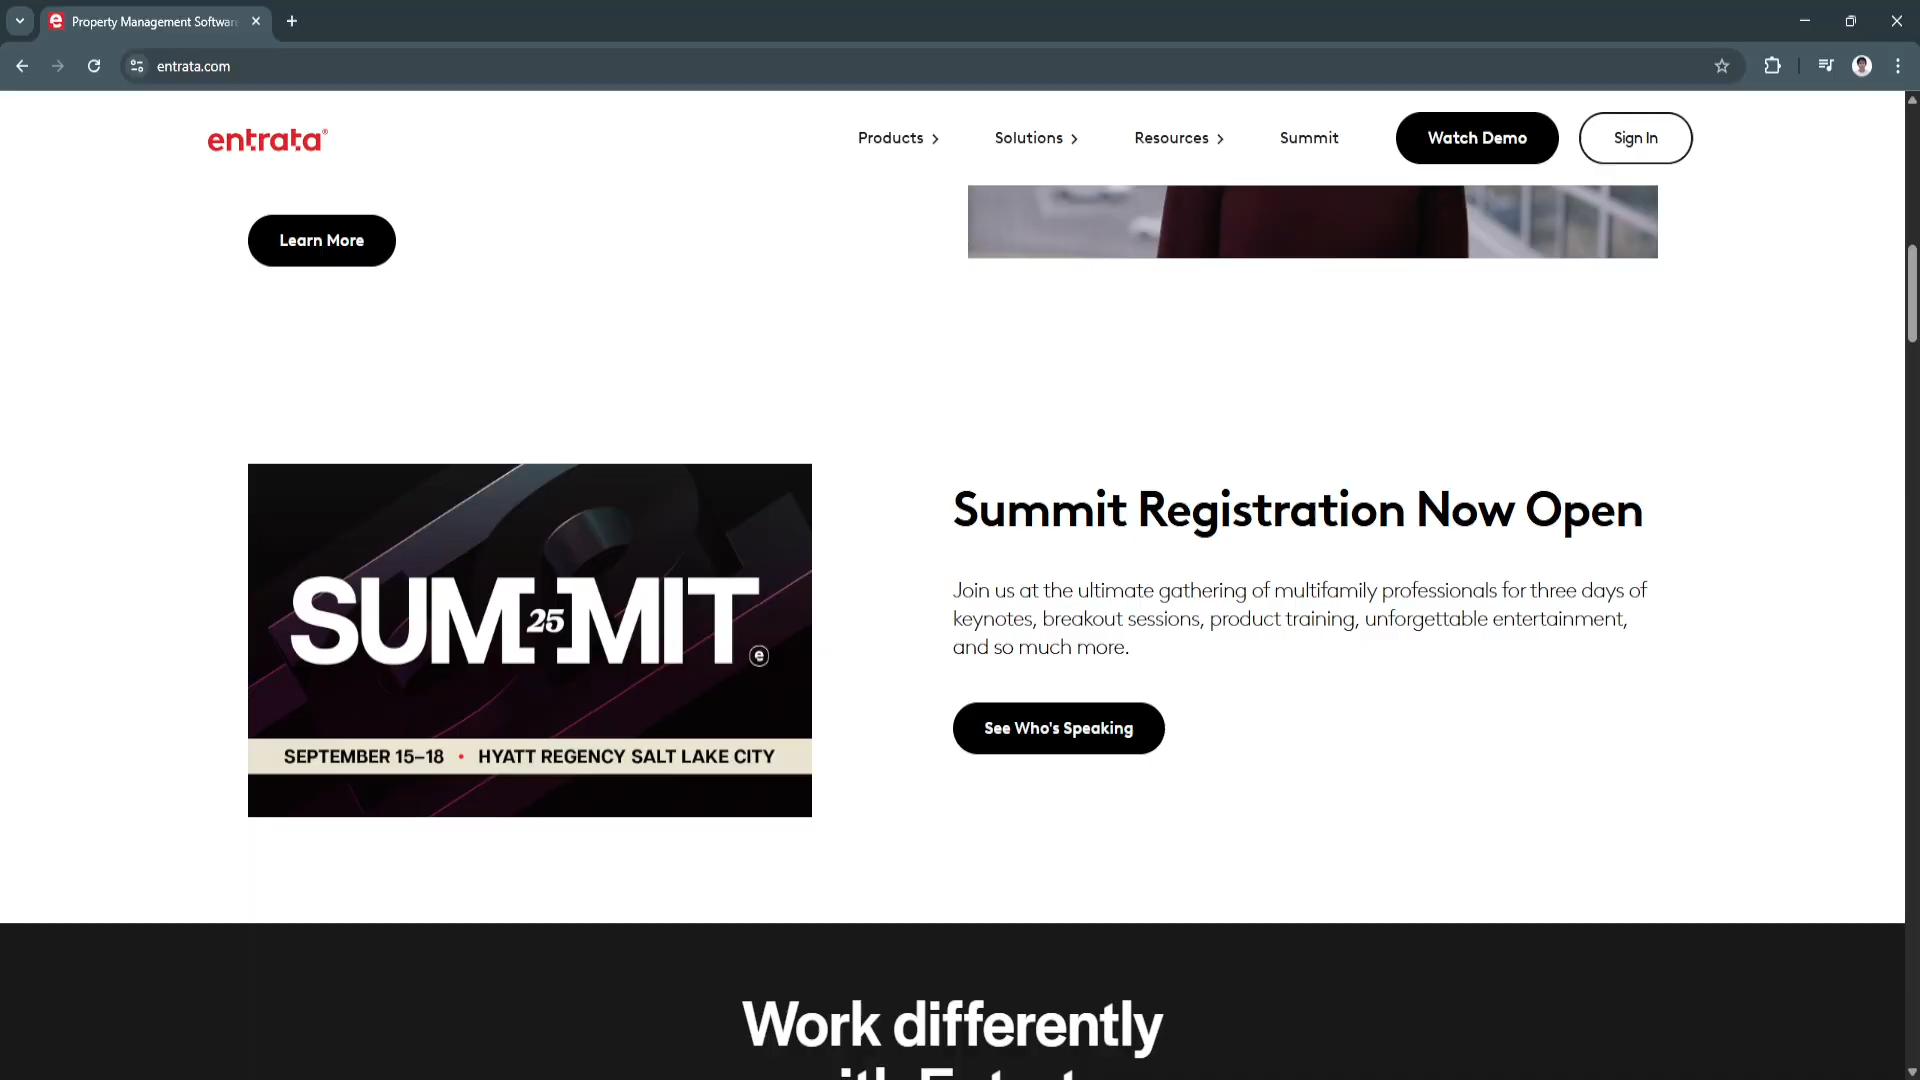 Property Management Softwar
entrata.com
entrata®
Products
Solutions
Resources
Summit
Watch Demo
Sign In
Learn More
SUM25MIT
e
SEPTEMBER 15–18 • HYATT REGENCY SALT LAKE CITY
Summit Registration Now Open
Join us at the ultimate gathering of multifamily professionals for three days of
keynotes, breakout sessions, product training, unforgettable entertainment,
and so much more.
See Who's Speaking
Work differently
with Entrata